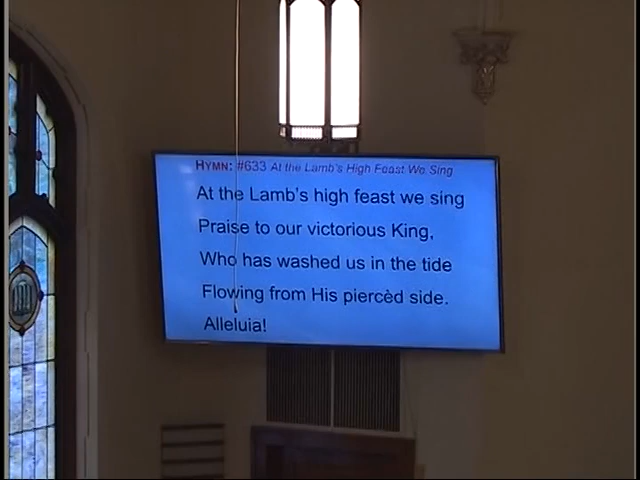 HYMN: #633 At the Lamb's High Feast We Sing
At the Lamb's high feast we sing
Praise to our victorious King,
Who has washed us in the tide
Flowing from His piercèd side.
Alleluia!